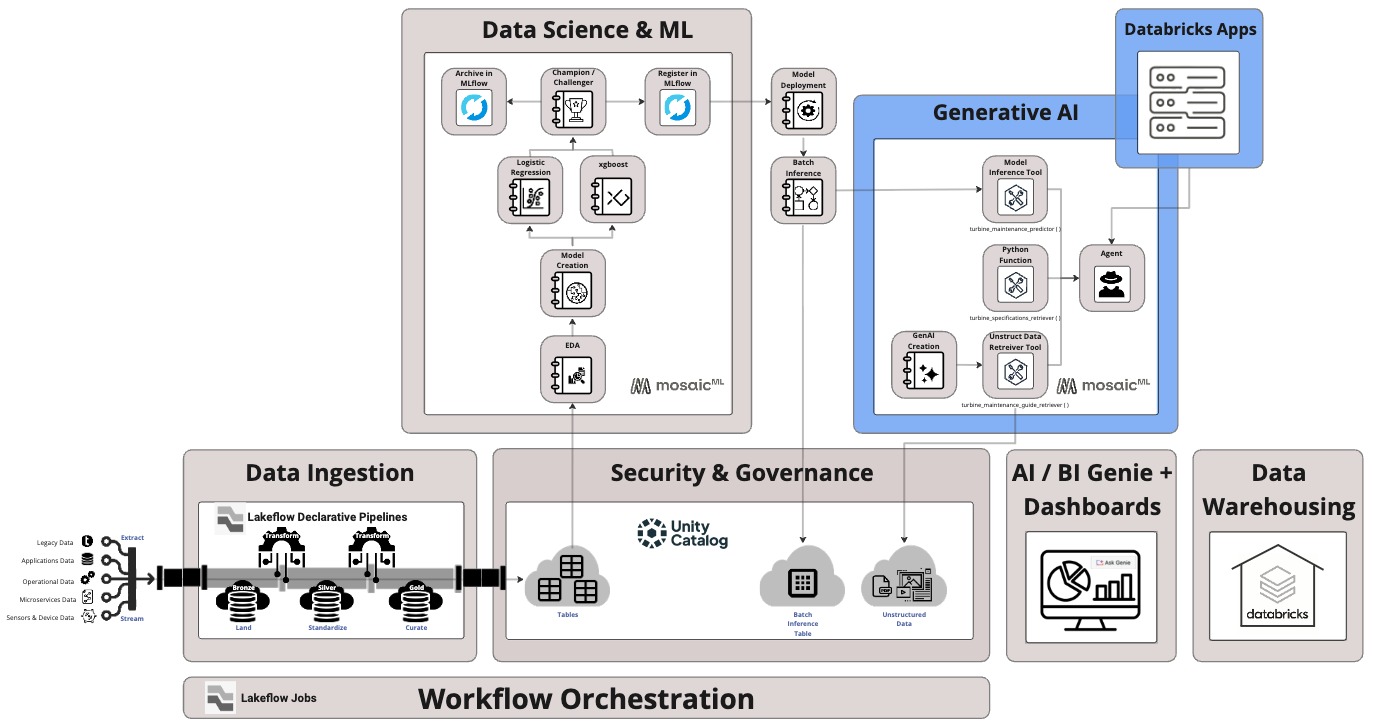 Data Science & ML
Archive in
MLflow
Champion /
Challenger
Register in
MLflow
Model
Deployment
Logistic
Regression
xgboost
Batch
Inference
Model
Creation
EDA
mosaicML
Databricks Apps
Generative AI
Model
Inference Tool
turbine_maintenance_predictor ( )
Python
Function
turbine_specifications_retriever ( )
Agent
GenAI
Creation
Unstruct Data
Retreiver Tool
turbine_maintenance_guide_retriever ( )
mosaicML
Data Ingestion
Lakeflow Declarative Pipelines
Transform
Transform
Legacy Data
Applications Data
Operational Data
Microservices Data
Sensors & Device Data
Extract
Stream
Bronze
Silver
Gold
Land
Standardize
Curate
Security & Governance
Unity
Catalog
Tables
Batch
Inference
Table
PDF
Unstructured
Data
AI / BI Genie +
Dashboards
Ask Genie
Data
Warehousing
databricks
Lakeflow Jobs
Workflow Orchestration